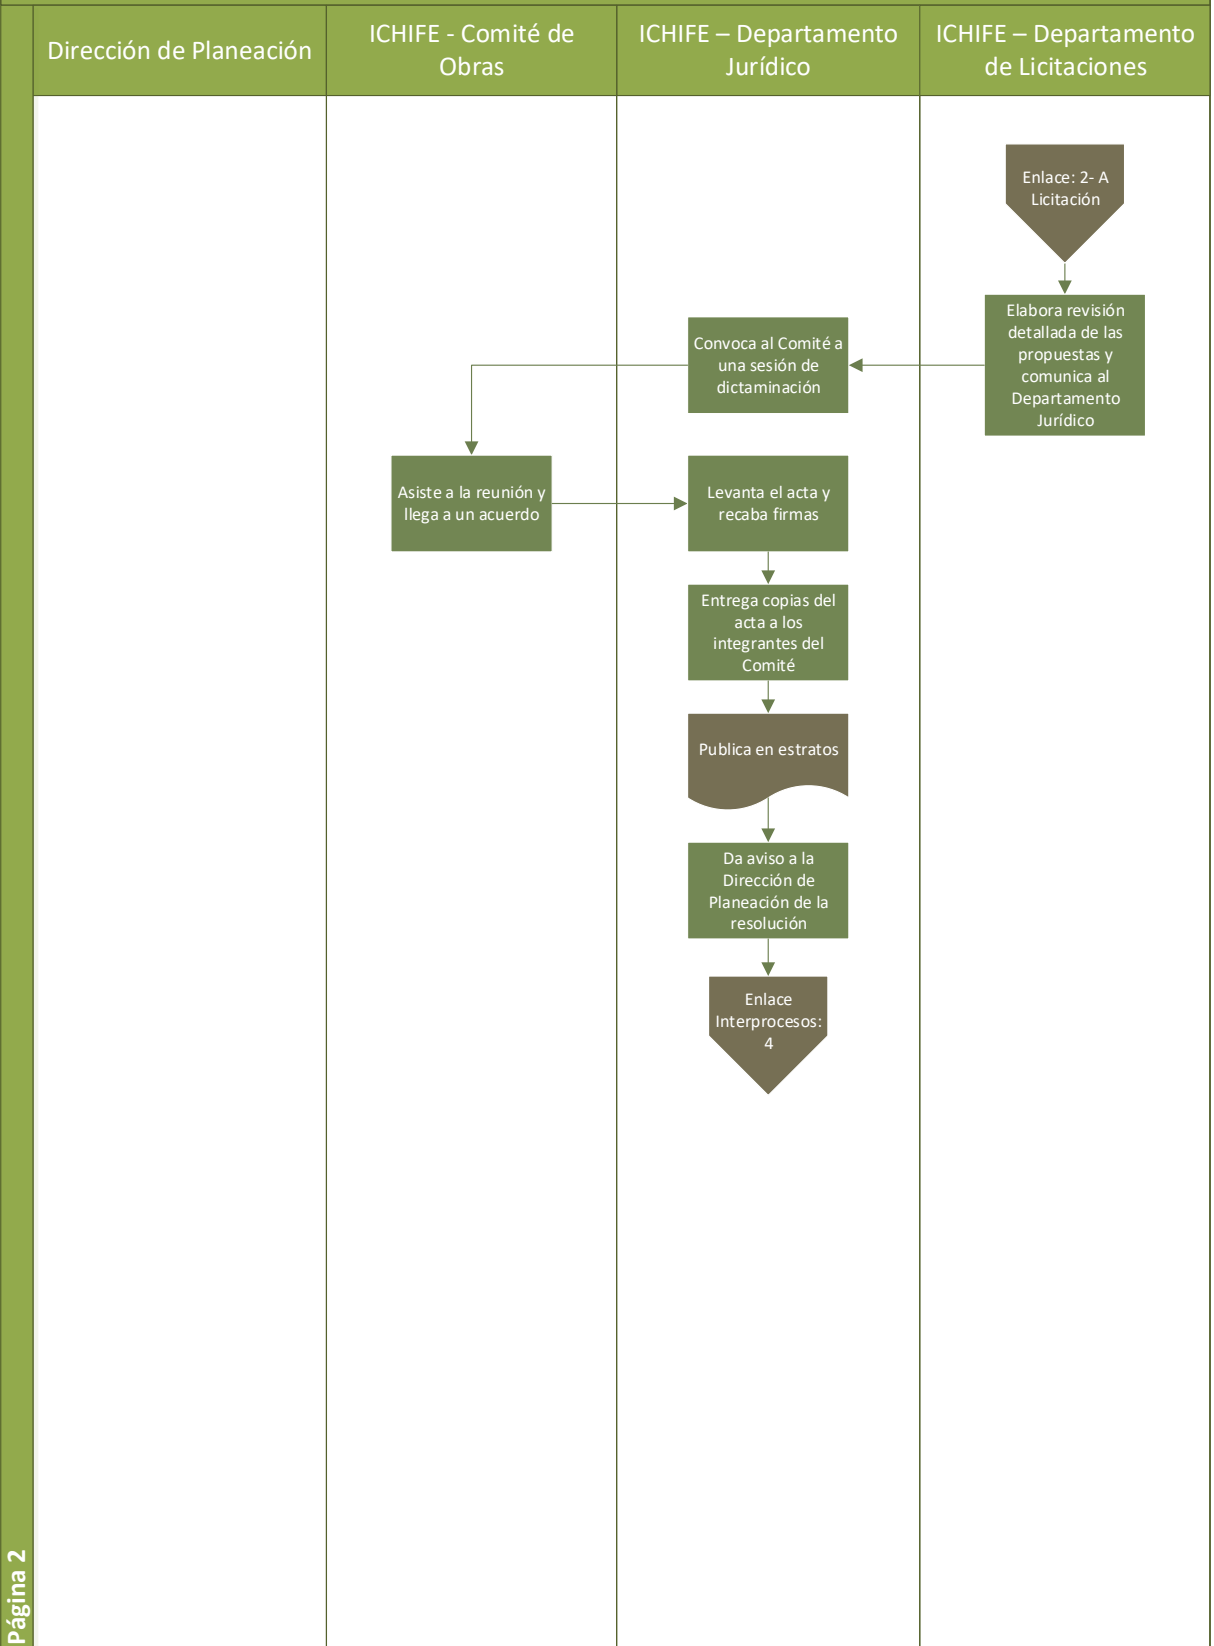 Dirección de Planeación
ICHIFE - Comité de
Obras
ICHIFE – Departamento
Jurídico
ICHIFE – Departamento
de Licitaciones
Enlace: 2- A
Licitación
Elabora revisión
detallada de las
propuestas y
comunica al
Departamento
Jurídico
Convoca al Comité a
una sesión de
dictaminación
Asiste a la reunión y
llega a un acuerdo
Levanta el acta y
recaba firmas
Entrega copias del
acta a los
integrantes del
Comité
Publica en estratos
Da aviso a la
Dirección de
Planeación de la
resolución
Enlace
Interprocesos:
4
Página 2